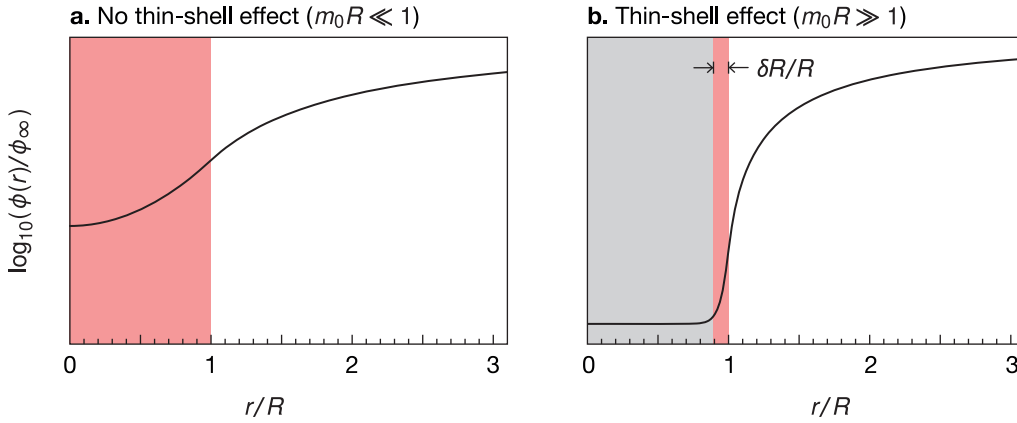 a. No thin-shell effect (m₀R ≪ 1)
b. Thin-shell effect (m₀R ≫ 1)
log₁₀(ϕ(r)/ϕ∞)
δR/R
0 1 2 3
0 1 2 3
r/R
r/R